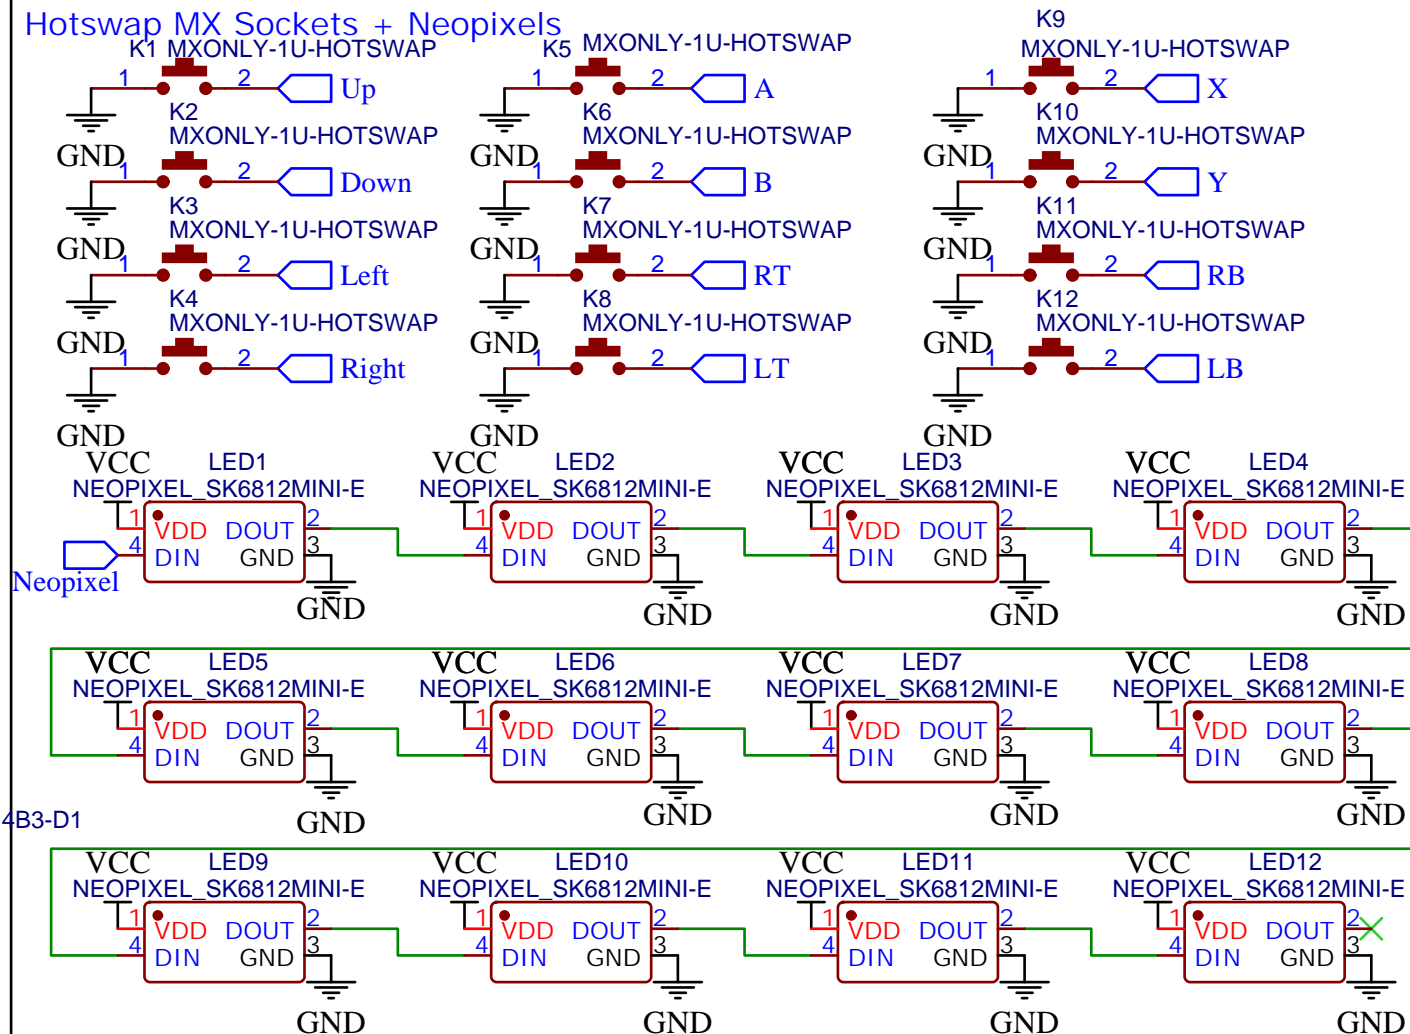 Hotswap MX Sockets + Neopixels
K1 MXONLY-1U-HOTSWAP
1 2 Up
GND
K2
MXONLY-1U-HOTSWAP
1 2 Down
GND
K3
MXONLY-1U-HOTSWAP
1 2 Left
GND
K4
MXONLY-1U-HOTSWAP
1 2 Right
GND
K5 MXONLY-1U-HOTSWAP
1 2 A
GND
K6
MXONLY-1U-HOTSWAP
1 2 B
GND
K7
MXONLY-1U-HOTSWAP
1 2 RT
GND
K8
MXONLY-1U-HOTSWAP
1 2 LT
GND
K9
MXONLY-1U-HOTSWAP
1 2 X
GND
K10
MXONLY-1U-HOTSWAP
1 2 Y
GND
K11
MXONLY-1U-HOTSWAP
1 2 RB
GND
K12
MXONLY-1U-HOTSWAP
1 2 LB
GND
VCC LED1
NEOPIXEL_SK6812MINI-E
1 VDD DOUT 2
4 DIN GND 3
Neopixel
GND
VCC LED2
NEOPIXEL_SK6812MINI-E
1 VDD DOUT 2
4 DIN GND 3
GND
VCC LED3
NEOPIXEL_SK6812MINI-E
1 VDD DOUT 2
4 DIN GND 3
GND
VCC LED4
NEOPIXEL_SK6812MINI-E
1 VDD DOUT 2
4 DIN GND 3
GND
VCC LED5
NEOPIXEL_SK6812MINI-E
1 VDD DOUT 2
4 DIN GND 3
GND
VCC LED6
NEOPIXEL_SK6812MINI-E
1 VDD DOUT 2
4 DIN GND 3
GND
VCC LED7
NEOPIXEL_SK6812MINI-E
1 VDD DOUT 2
4 DIN GND 3
GND
VCC LED8
NEOPIXEL_SK6812MINI-E
1 VDD DOUT 2
4 DIN GND 3
GND
4B3-D1
VCC LED9
NEOPIXEL_SK6812MINI-E
1 VDD DOUT 2
4 DIN GND 3
GND
VCC LED10
NEOPIXEL_SK6812MINI-E
1 VDD DOUT 2
4 DIN GND 3
GND
VCC LED11
NEOPIXEL_SK6812MINI-E
1 VDD DOUT 2
4 DIN GND 3
GND
VCC LED12
NEOPIXEL_SK6812MINI-E
1 VDD DOUT 2
4 DIN GND 3
GND